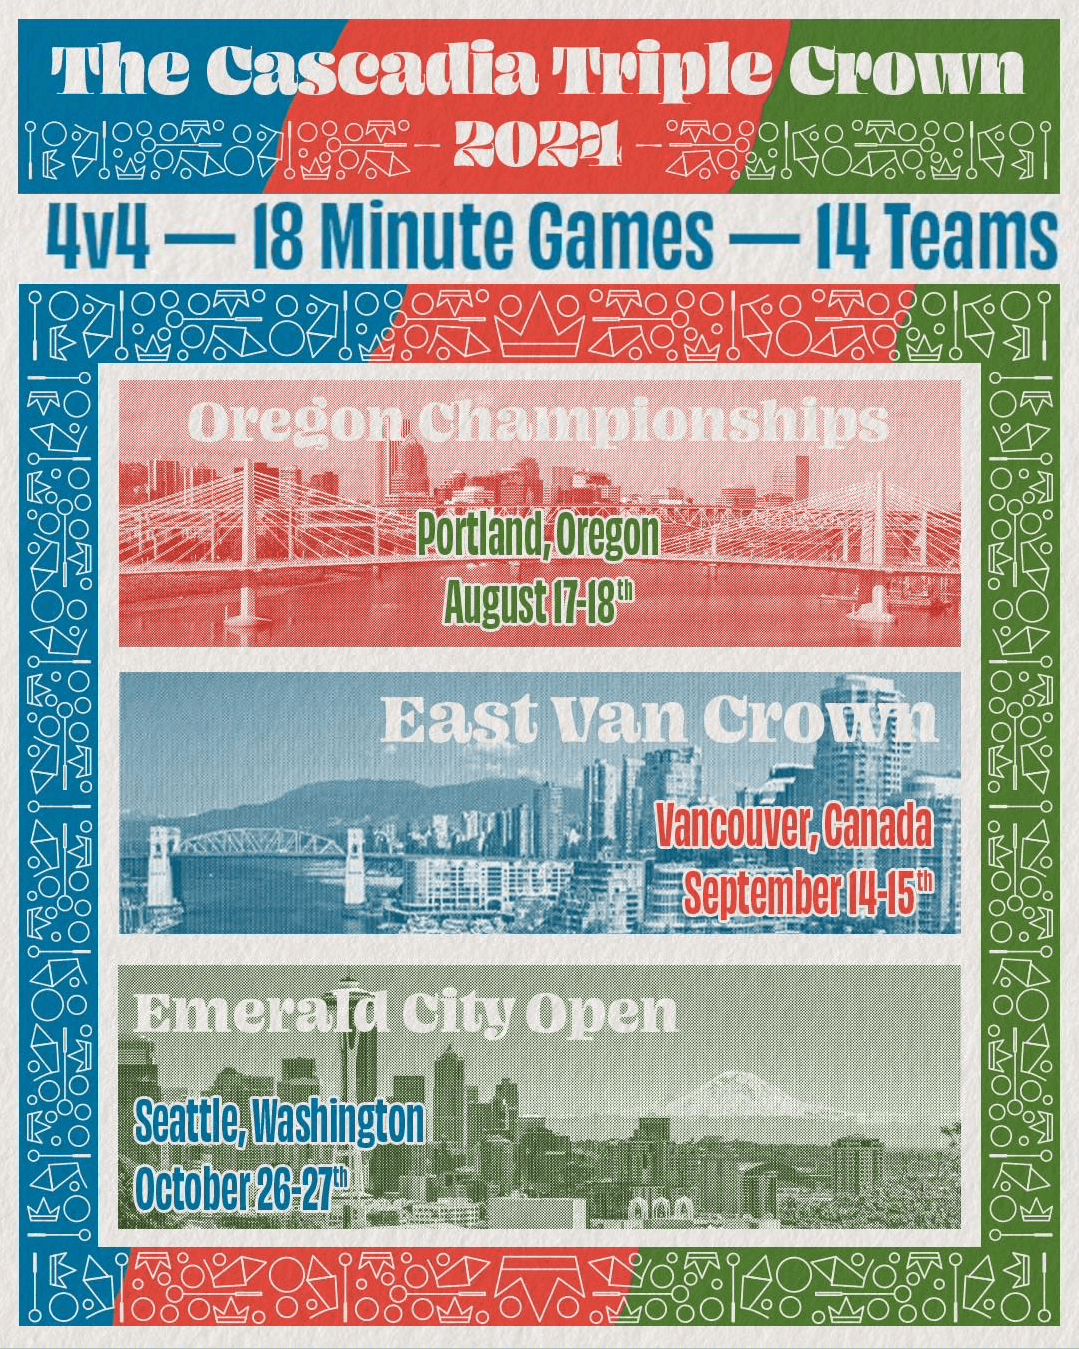 The Cascadia Triple Crown
2024
4v4 — 18 Minute Games — 14 Teams
Oregon Championships
Portland, Oregon
August 17-18th
East Van Crown
Vancouver, Canada
September 14-15th
Emerald City Open
Seattle, Washington
October 26-27th